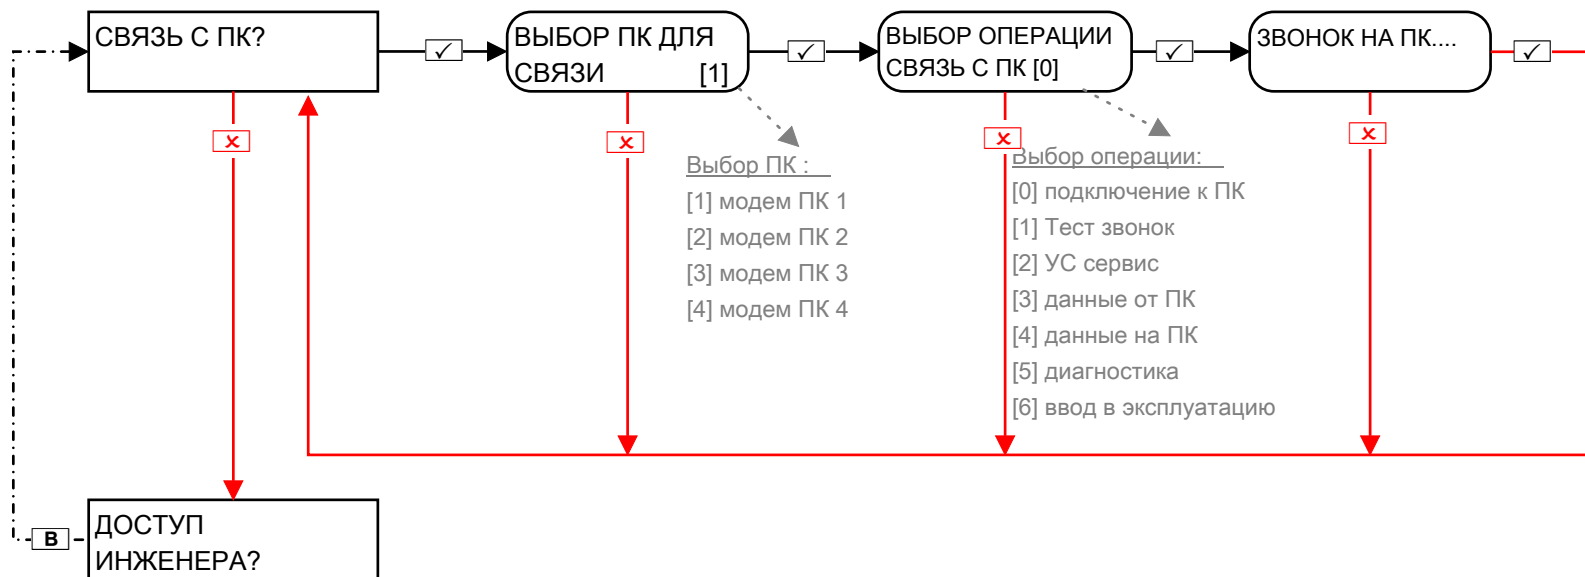 СВЯЗЬ С ПК?
✓
ВЫБОР ПК ДЛЯ
СВЯЗИ [1]
✓
ВЫБОР ОПЕРАЦИИ
СВЯЗЬ С ПК [0]
✓
ЗВОНОК НА ПК....
✓
✗
✗
✗
✗
Выбор ПК :
[1] модем ПК 1
[2] модем ПК 2
[3] модем ПК 3
[4] модем ПК 4
Выбор операции:
[0] подключение к ПК
[1] Тест звонок
[2] УС сервис
[3] данные от ПК
[4] данные на ПК
[5] диагностика
[6] ввод в эксплуатацию
B
ДОСТУП
ИНЖЕНЕРА?